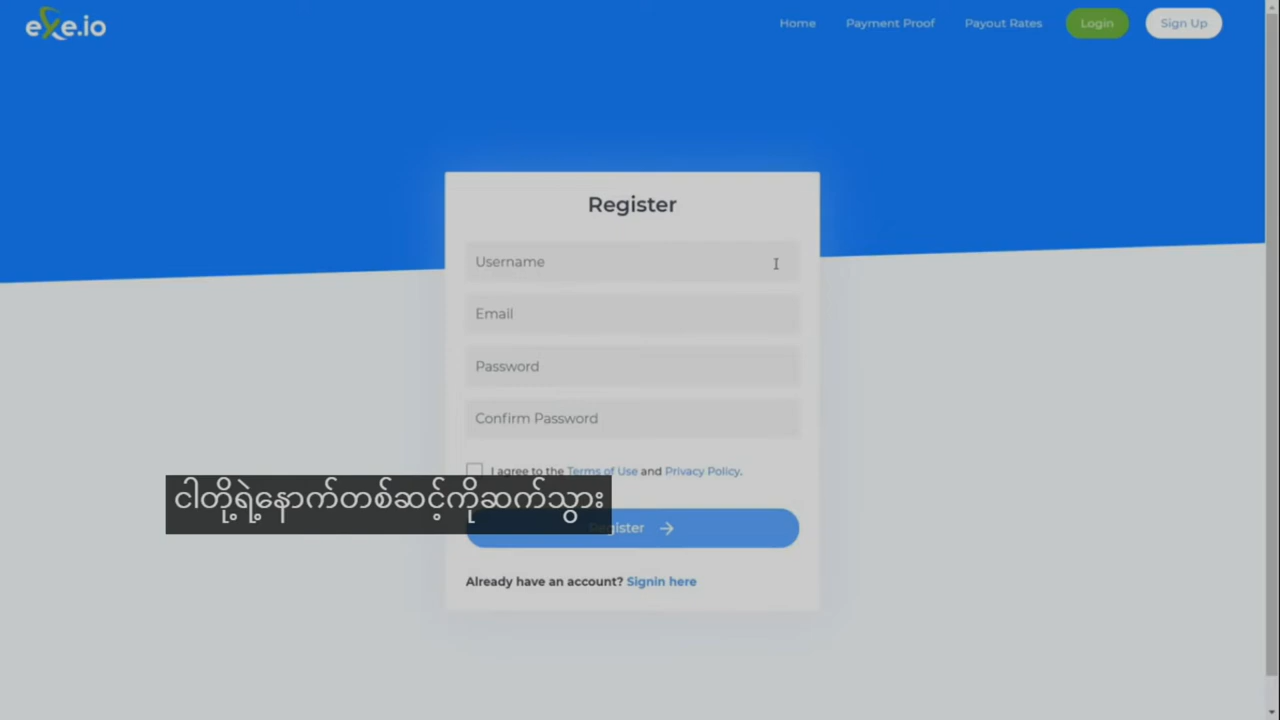 eXe.io
Home
Payment Proof
Payout Rates
Login
Sign Up
Register
Username
Email
Password
Confirm Password
I agree to the Terms of Use and Privacy Policy.
ငါတို့ရဲ့နောက်တစ်ဆင့်ကိုဆက်သွား
Register
Already have an account? Signin here